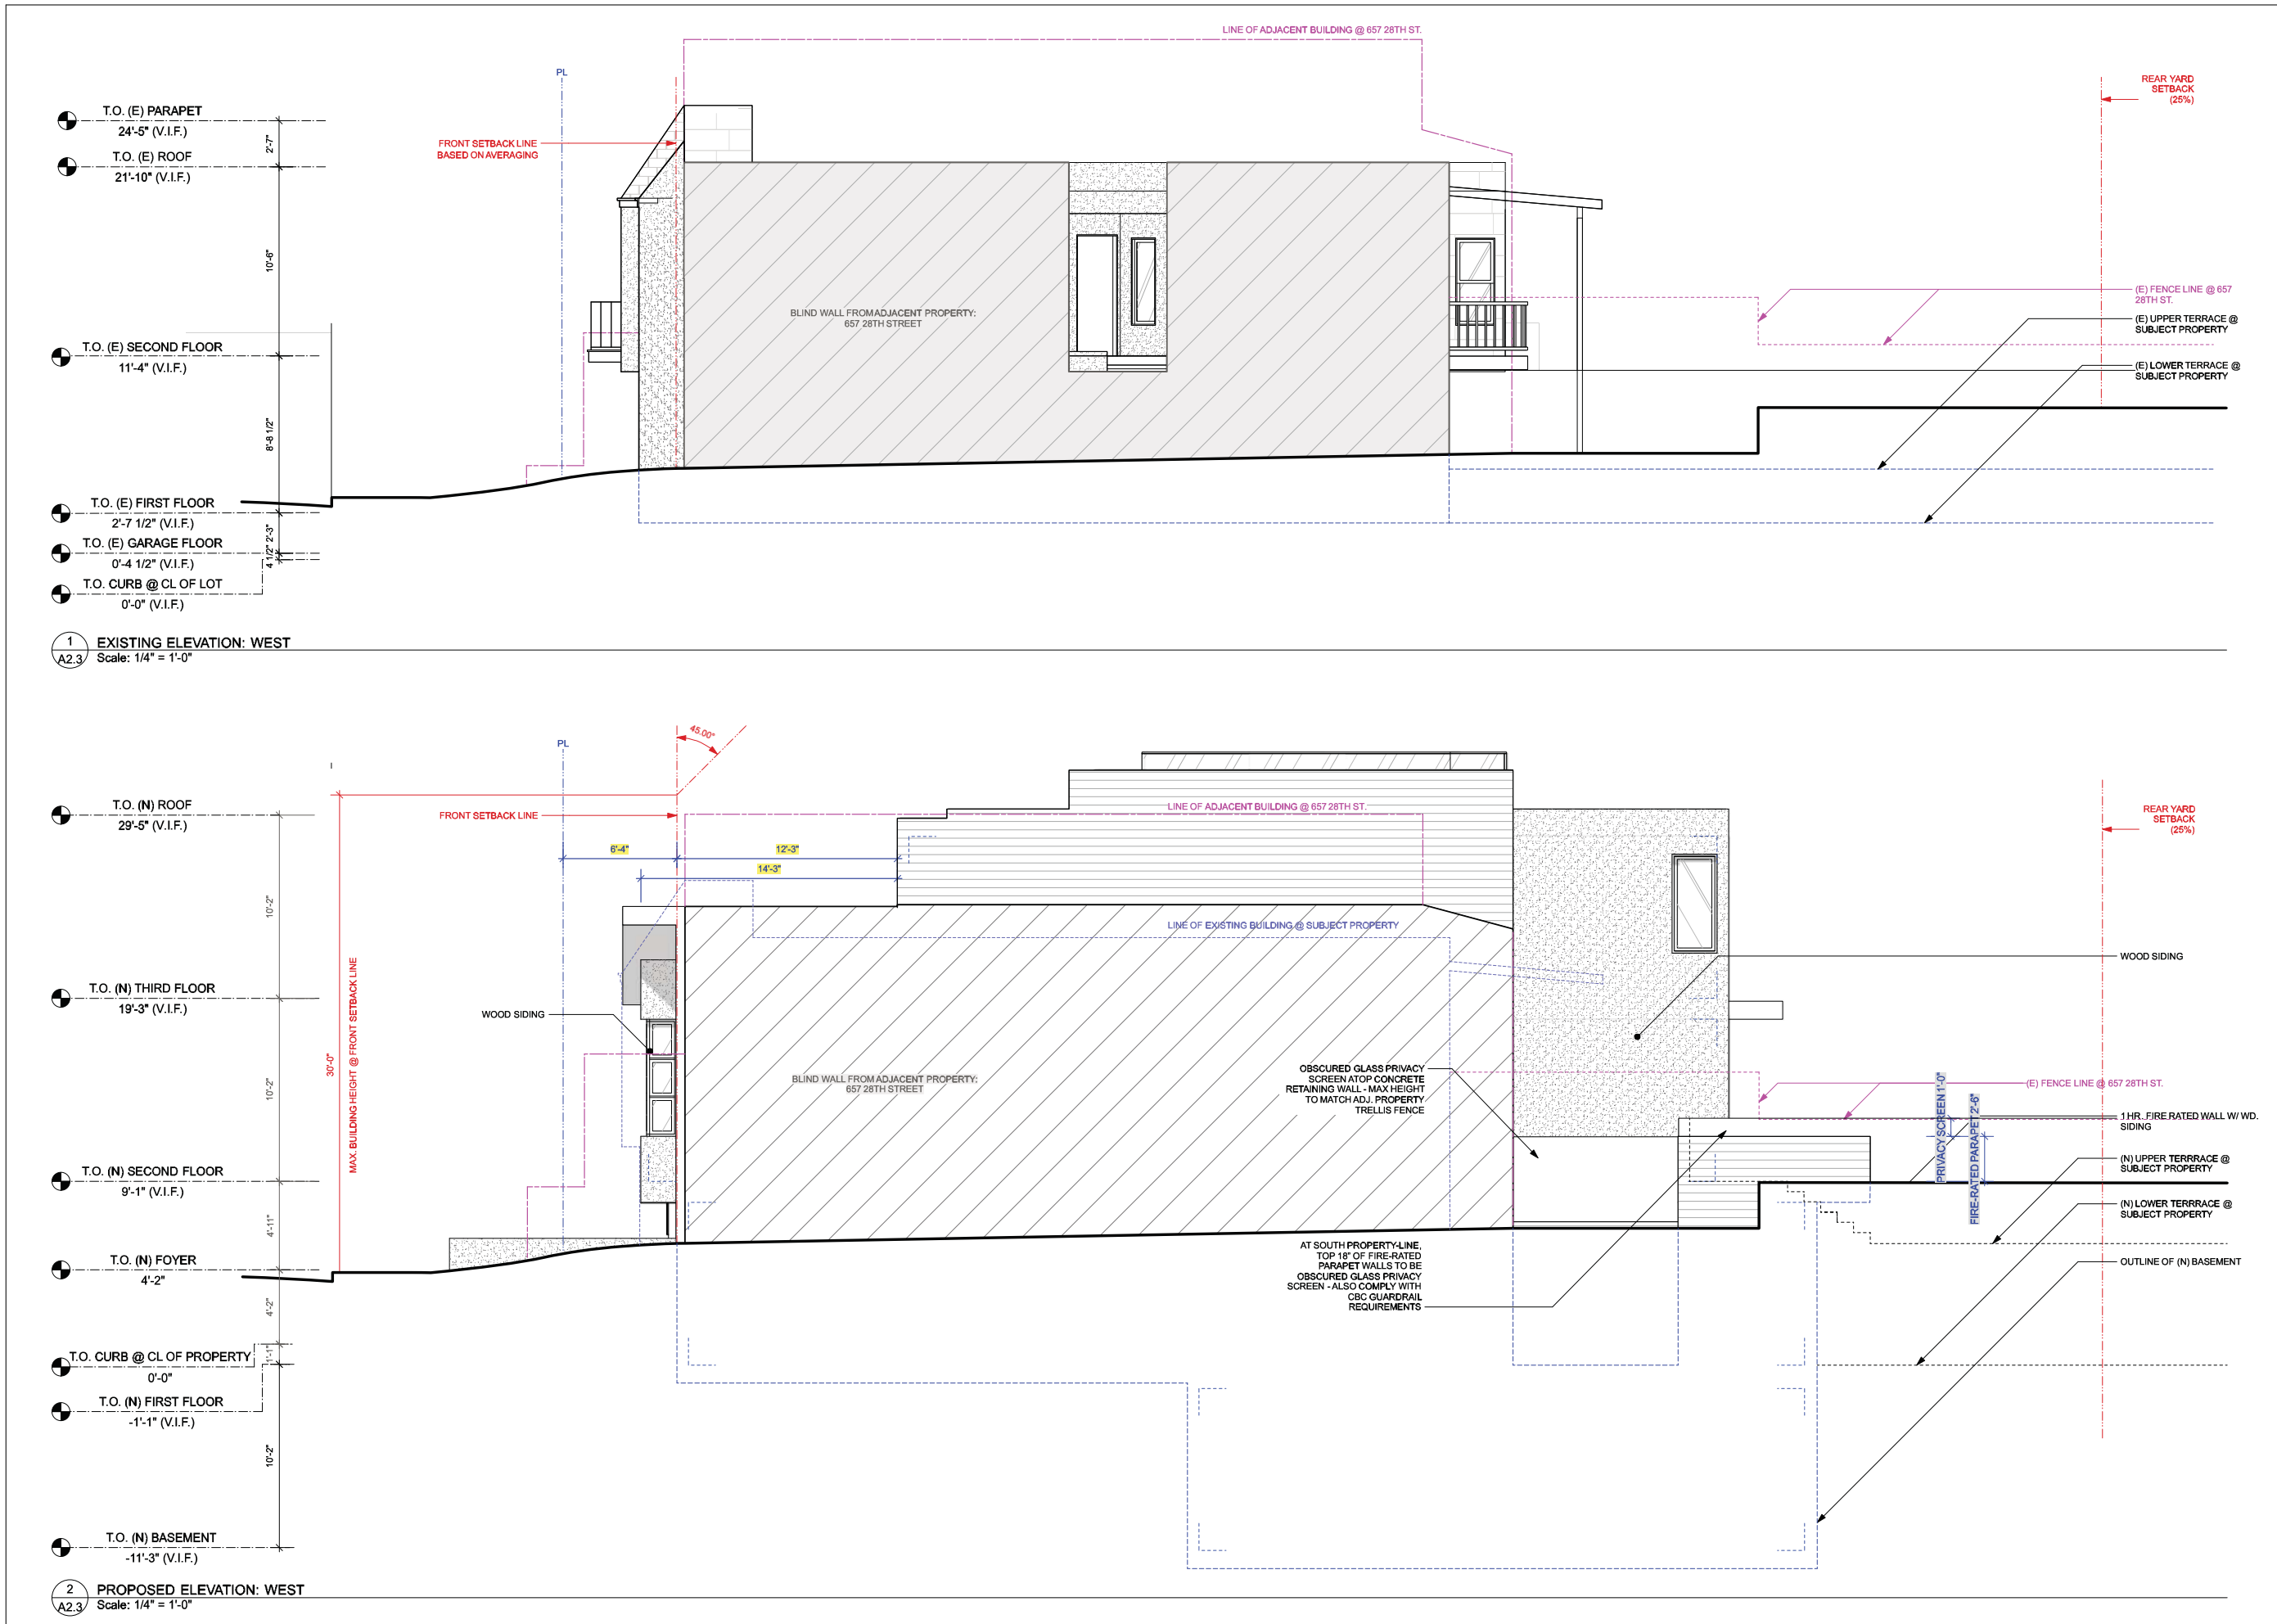 LINE OF ADJACENT BUILDING @ 657 28TH ST.
PL
REAR YARD
SETBACK
(25%)
T.O. (E) PARAPET
24'-5" (V.I.F.)
2'-7"
FRONT SETBACK LINE
BASED ON AVERAGING
T.O. (E) ROOF
21'-10" (V.I.F.)
10'-6"
BLIND WALL FROM ADJACENT PROPERTY:
657 28TH STREET
(E) FENCE LINE @ 657
28TH ST.
(E) UPPER TERRACE @
SUBJECT PROPERTY
T.O. (E) SECOND FLOOR
11'-4" (V.I.F.)
(E) LOWER TERRACE @
SUBJECT PROPERTY
8'-8 1/2"
T.O. (E) FIRST FLOOR
2'-7 1/2" (V.I.F.)
2'-3"
T.O. (E) GARAGE FLOOR
0'-4 1/2" (V.I.F.)
4 1/2"
T.O. CURB @ CL OF LOT
0'-0" (V.I.F.)
1
A2.3
EXISTING ELEVATION: WEST
Scale: 1/4" = 1'-0"
45.00°
PL
T.O. (N) ROOF
29'-5" (V.I.F.)
FRONT SETBACK LINE
LINE OF ADJACENT BUILDING @ 657 28TH ST.
REAR YARD
SETBACK
(25%)
6'-4"
12'-3"
14'-3"
10'-2"
LINE OF EXISTING BUILDING @ SUBJECT PROPERTY
WOOD SIDING
T.O. (N) THIRD FLOOR
19'-3" (V.I.F.)
WOOD SIDING
30'-0"
MAX. BUILDING HEIGHT @ FRONT SETBACK LINE
10'-2"
BLIND WALL FROM ADJACENT PROPERTY:
657 28TH STREET
OBSCURED GLASS PRIVACY
SCREEN ATOP CONCRETE
RETAINING WALL - MAX HEIGHT
TO MATCH ADJ. PROPERTY
TRELLIS FENCE
(E) FENCE LINE @ 657 28TH ST.
PRIVACY SCREEN 1'-0"
FIRE-RATED PARAPET 2'-6"
1 HR. FIRE RATED WALL W/ WD.
SIDING
T.O. (N) SECOND FLOOR
9'-1" (V.I.F.)
(N) UPPER TERRRACE @
SUBJECT PROPERTY
(N) LOWER TERRRACE @
SUBJECT PROPERTY
4'-11"
T.O. (N) FOYER
4'-2"
AT SOUTH PROPERTY-LINE,
TOP 18" OF FIRE-RATED
PARAPET WALLS TO BE
OBSCURED GLASS PRIVACY
SCREEN - ALSO COMPLY WITH
CBC GUARDRAIL
REQUIREMENTS
OUTLINE OF (N) BASEMENT
4'-2"
T.O. CURB @ CL OF PROPERTY
0'-0"
1'-1"
T.O. (N) FIRST FLOOR
-1'-1" (V.I.F.)
10'-2"
T.O. (N) BASEMENT
-11'-3" (V.I.F.)
2
A2.3
PROPOSED ELEVATION: WEST
Scale: 1/4" = 1'-0"